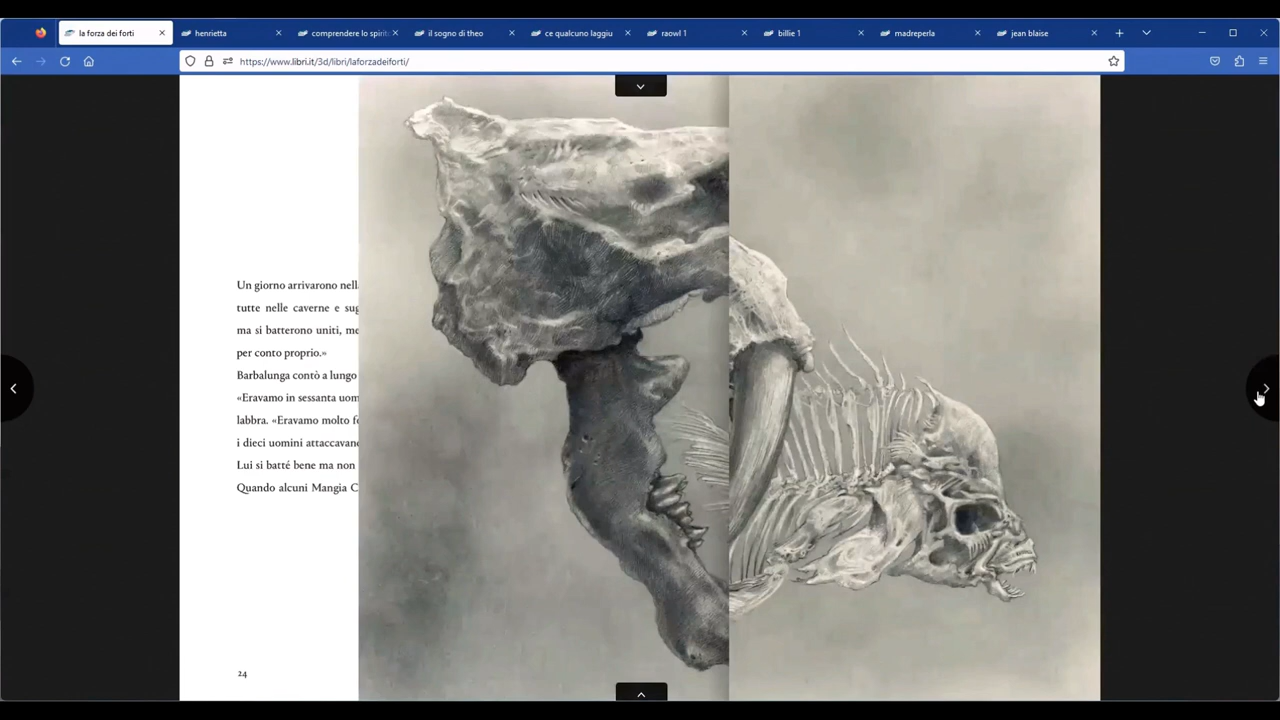 la forza dei forti
henrietta
comprendere lo spirit
il sogno di theo
ce qualcuno laggiu
raowl 1
billie 1
madreperla
jean blaise
https://www.libri.it/3d/libri/laforzadeiforti/
Un giorno arrivarono nell
tutte nelle caverne e sug
ma si batterono uniti, me
per conto proprio.»
Barbalunga contò a lungo
«Eravamo in sessanta uom
labbra. «Eravamo molto fo
i dieci uomini attaccavano
Lui si batté bene ma non
Quando alcuni Mangia C
24